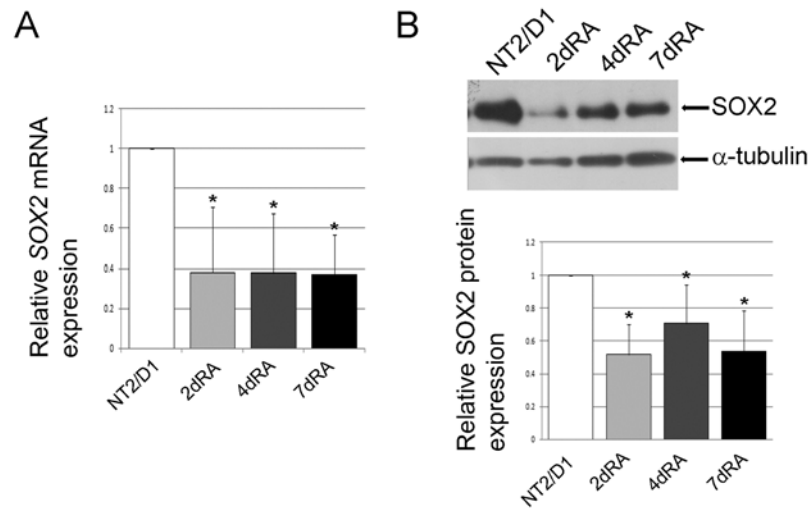 A
Relative SOX2 mRNA
expression
1.2
1
0.8
0.6
0.4
0.2
0
*
*
*
NT2/D1
2dRA
4dRA
7dRA
B
NT2/D1
2dRA
4dRA
7dRA
SOX2
α-tubulin
Relative SOX2 protein
expression
1.2
1
0.8
0.6
0.4
0.2
0
*
*
*
NT2/D1
2dRA
4dRA
7dRA